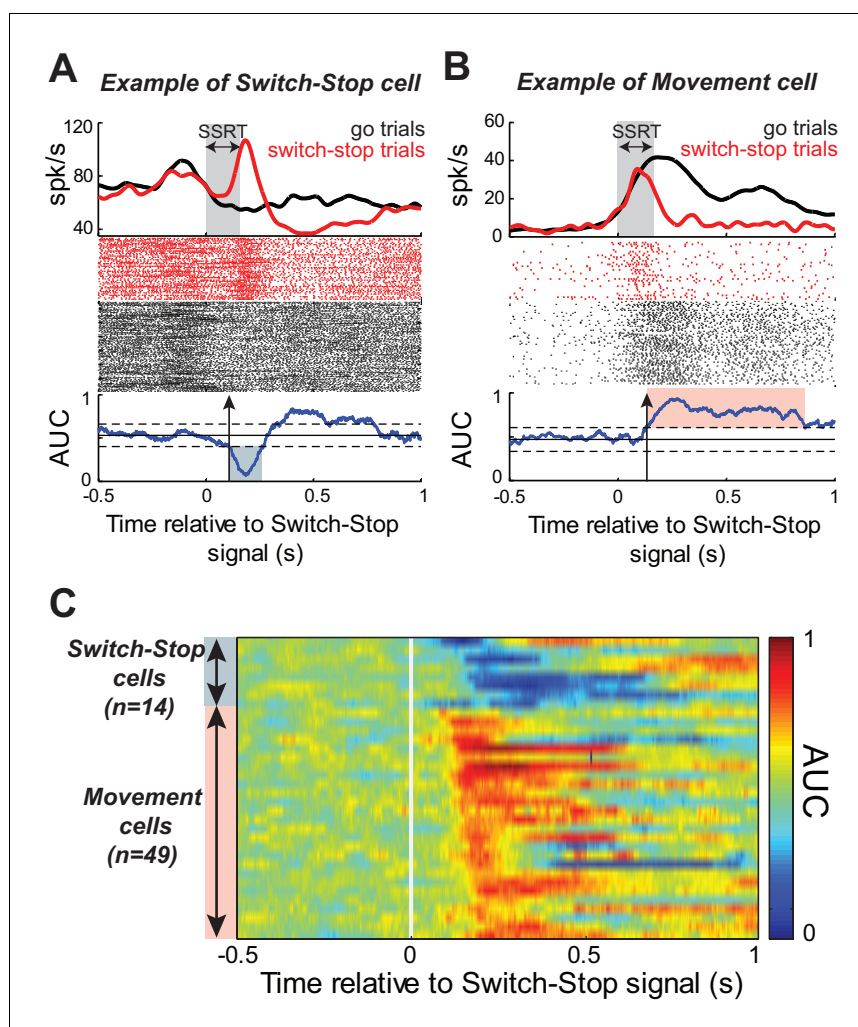 A
Example of Switch-Stop cell
SSRT
go trials
switch-stop trials
120
80
40
spk/s
1
0
AUC
-0.5
0
0.5
1
Time relative to Switch-Stop
signal (s)
B
Example of Movement cell
SSRT
go trials
switch-stop trials
60
40
20
0
spk/s
1
0
AUC
-0.5
0
0.5
1
Time relative to Switch-Stop
signal (s)
C
Switch-Stop
cells
(n=14)
Movement
cells
(n=49)
-0.5
0
0.5
1
Time relative to Switch-Stop signal (s)
1
0
AUC